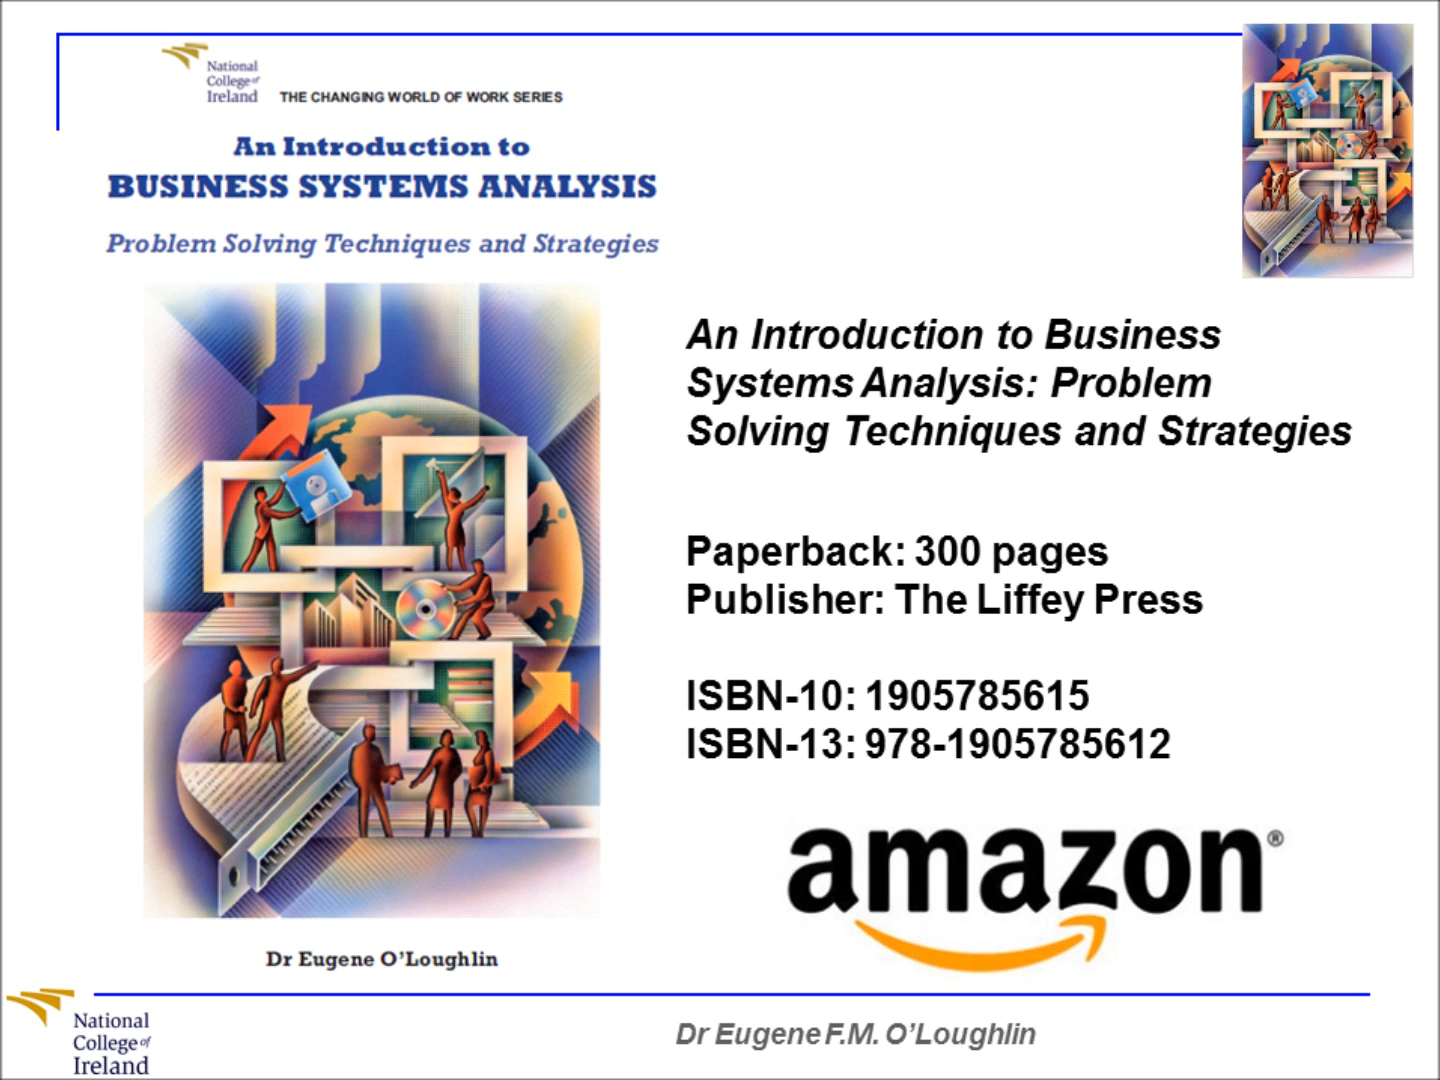 National
College of
Ireland
THE CHANGING WORLD OF WORK SERIES
An Introduction to
BUSINESS SYSTEMS ANALYSIS
Problem Solving Techniques and Strategies
An Introduction to Business
Systems Analysis: Problem
Solving Techniques and Strategies
Paperback: 300 pages
Publisher: The Liffey Press
ISBN-10: 1905785615
ISBN-13: 978-1905785612
amazon®
Dr Eugene O’Loughlin
National
College of
Ireland
Dr Eugene F.M. O’Loughlin